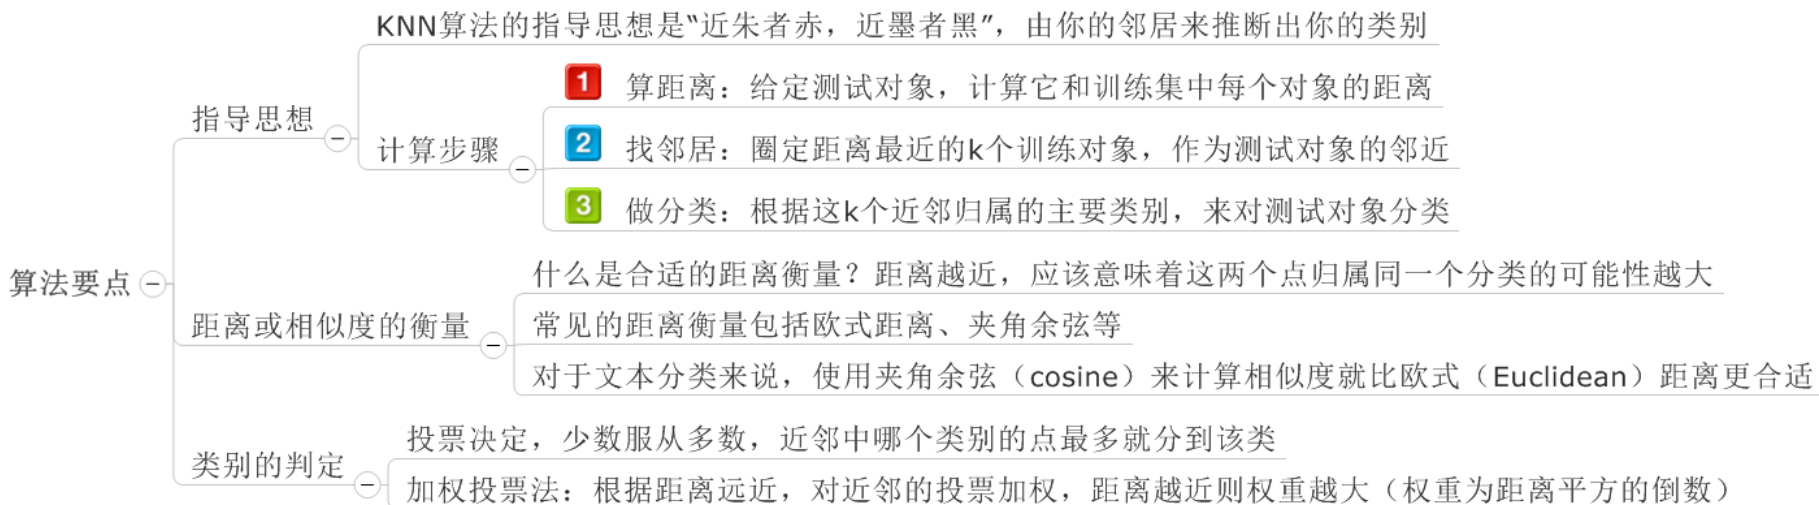 KNN算法的指导思想是“近朱者赤，近墨者黑”，由你的邻居来推断出你的类别
1 算距离：给定测试对象，计算它和训练集中每个对象的距离
指导思想
计算步骤
2 找邻居：圈定距离最近的k个训练对象，作为测试对象的邻近
3 做分类：根据这k个近邻归属的主要类别，来对测试对象分类
算法要点
什么是合适的距离衡量？距离越近，应该意味着这两个点归属同一个分类的可能性越大
距离或相似度的衡量
常见的距离衡量包括欧式距离、夹角余弦等
对于文本分类来说，使用夹角余弦（cosine）来计算相似度就比欧式（Euclidean）距离更合适
投票决定，少数服从多数，近邻中哪个类别的点最多就分到该类
类别的判定
加权投票法：根据距离远近，对近邻的投票加权，距离越近则权重越大（权重为距离平方的倒数）